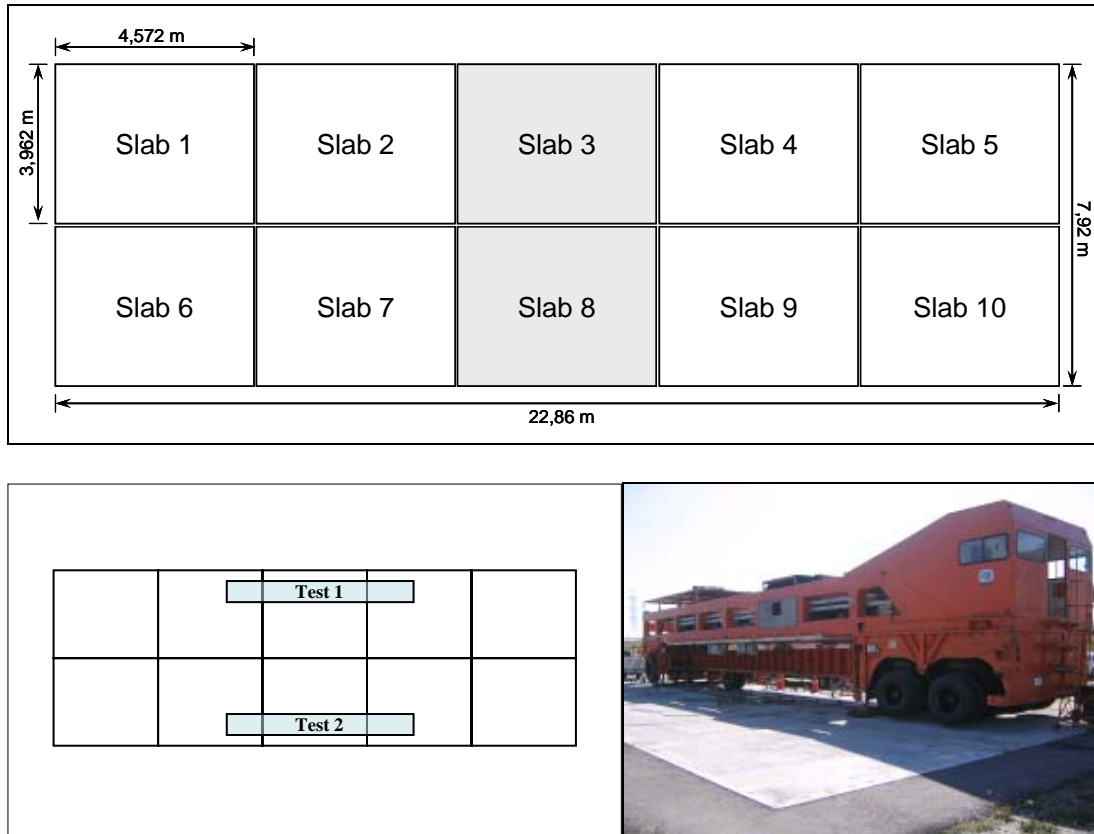 4,572 m
3,962 m
Slab 1
Slab 2
Slab 3
Slab 4
Slab 5
7,92 m
Slab 6
Slab 7
Slab 8
Slab 9
Slab 10
22,86 m
Test 1
Test 2